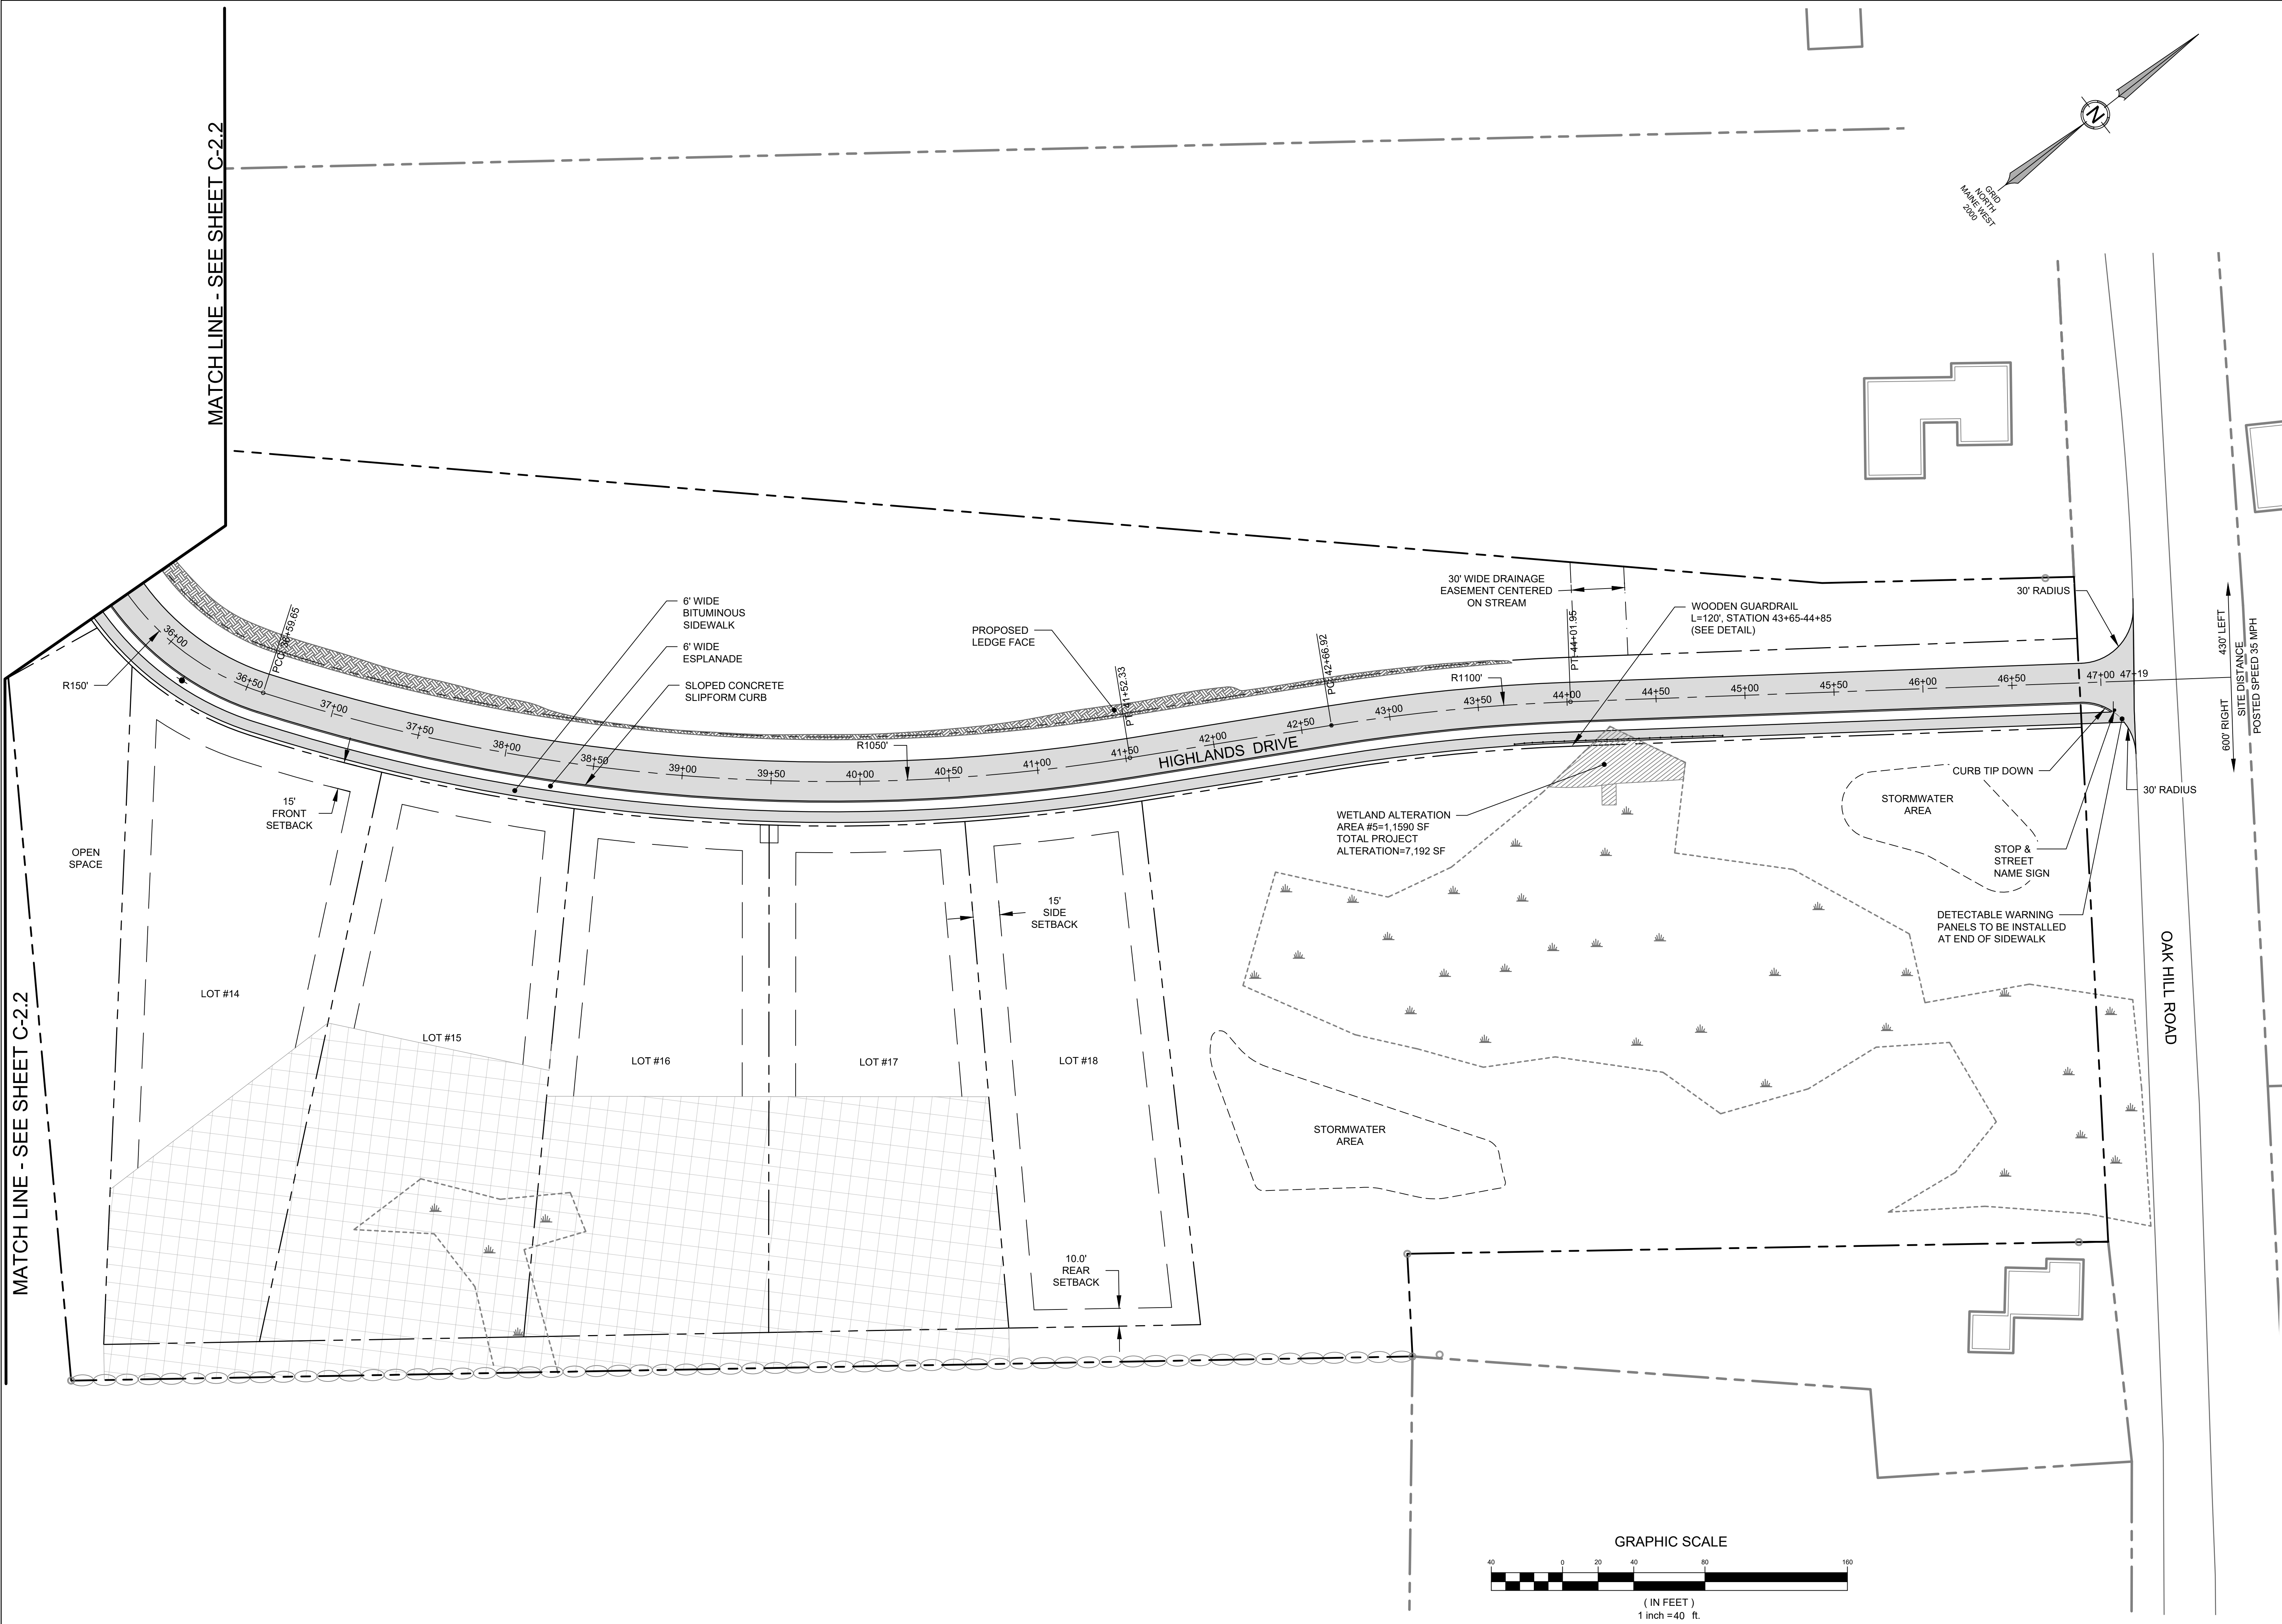 MATCH LINE - SEE SHEET C-2.2
GRID
NORTH
MAINE WEST
2000
N
30' WIDE DRAINAGE
EASEMENT CENTERED
ON STREAM
WOODEN GUARDRAIL
L=120', STATION 43+65-44+85
(SEE DETAIL)
30' RADIUS
6' WIDE
BITUMINOUS
SIDEWALK
6' WIDE
ESPLANADE
SLOPED CONCRETE
SLIPFORM CURB
PROPOSED
LEDGE FACE
R150'
36+00
36+50
PCC: 36+59.65
37+00
37+50
38+00
38+50
39+00
39+50
40+00
R1050'
40+50
41+00
41+50
PT: 41+52.33
42+00
HIGHLANDS DRIVE
42+50
PC: 42+66.92
43+00
43+50
R1100'
44+00
PT: 44+01.95
44+50
45+00
45+50
46+00
46+50
47+00
47+19
430' LEFT
600' RIGHT
SITE DISTANCE
POSTED SPEED 35 MPH
15'
FRONT
SETBACK
OPEN
SPACE
WETLAND ALTERATION
AREA #5=1,1590 SF
TOTAL PROJECT
ALTERATION=7,192 SF
CURB TIP DOWN
30' RADIUS
STORMWATER
AREA
STOP &
STREET
NAME SIGN
DETECTABLE WARNING
PANELS TO BE INSTALLED
AT END OF SIDEWALK
15'
SIDE
SETBACK
OAK HILL ROAD
MATCH LINE - SEE SHEET C-2.2
LOT #14
LOT #15
LOT #16
LOT #17
LOT #18
STORMWATER
AREA
10.0'
REAR
SETBACK
GRAPHIC SCALE
40 0 20 40 80 160
( IN FEET )
1 inch = 40 ft.